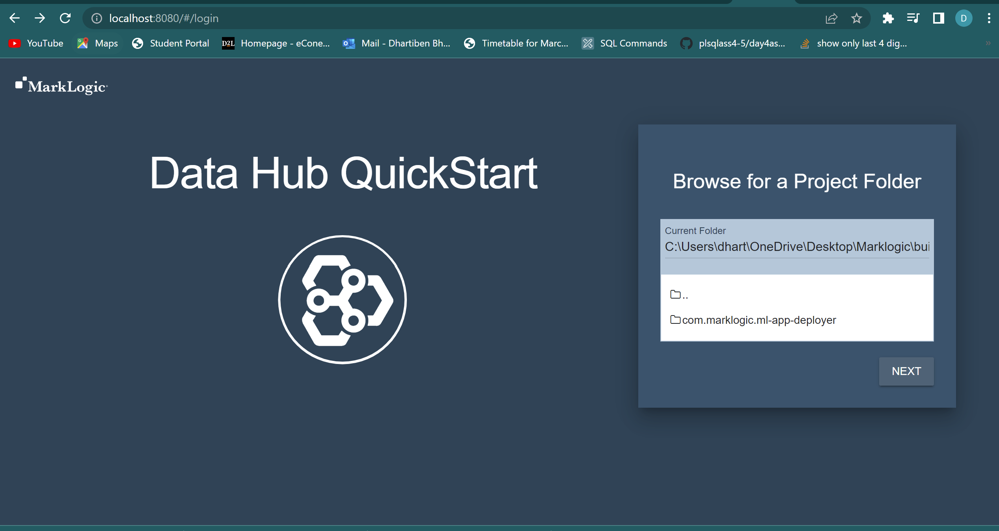 localhost:8080/#/login
YouTube Maps Student Portal D2L Homepage - eCone... Mail - Dhartiben Bh... Timetable for Marc... SQL Commands plsqlass4-5/day4as... show only last 4 dig... »
D
MarkLogic
Data Hub QuickStart
Browse for a Project Folder
Current Folder
C:\Users\dhart\OneDrive\Desktop\Marklogic\bui
..
com.marklogic.ml-app-deployer
NEXT